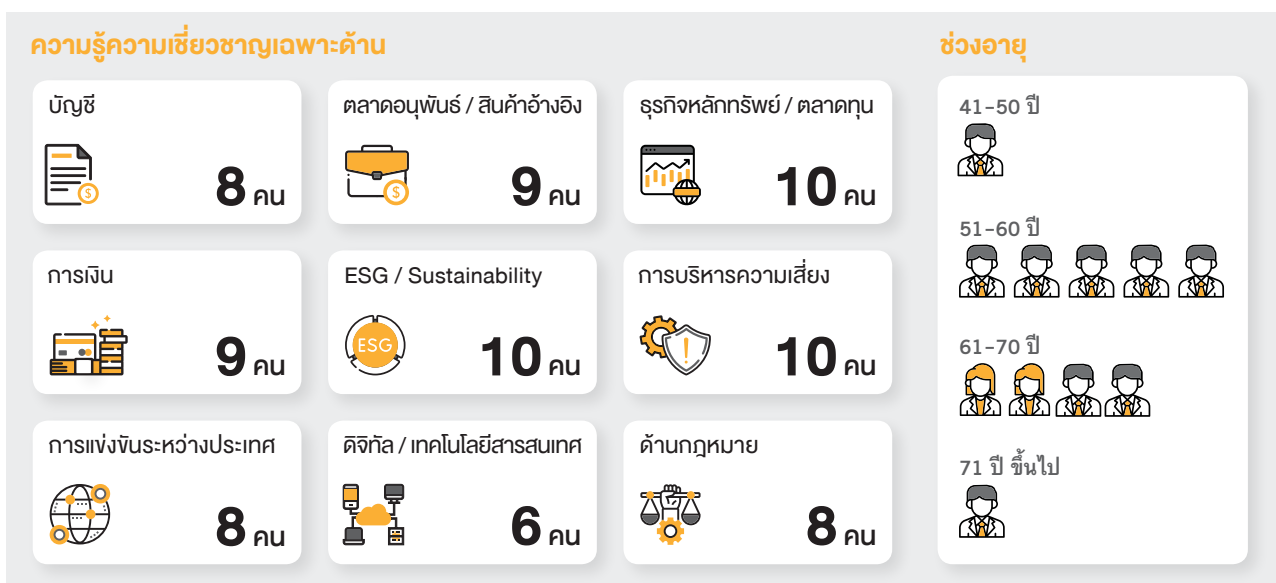 ความรู้ความเชี่ยวชาญเฉพาะด้าน
บัญชี
8 คน
ตลาดอนุพันธ์ / สินค้าอ้างอิง
9 คน
ธุรกิจหลักทรัพย์ / ตลาดทุน
10 คน
การเงิน
9 คน
ESG / Sustainability
ESG
10 คน
การบริหารความเสี่ยง
10 คน
การแข่งขันระหว่างประเทศ
8 คน
ดิจิทัล / เทคโนโลยีสารสนเทศ
6 คน
ด้านกฎหมาย
8 คน
ช่วงอายุ
41-50 ปี
51-60 ปี
61-70 ปี
71 ปี ขึ้นไป